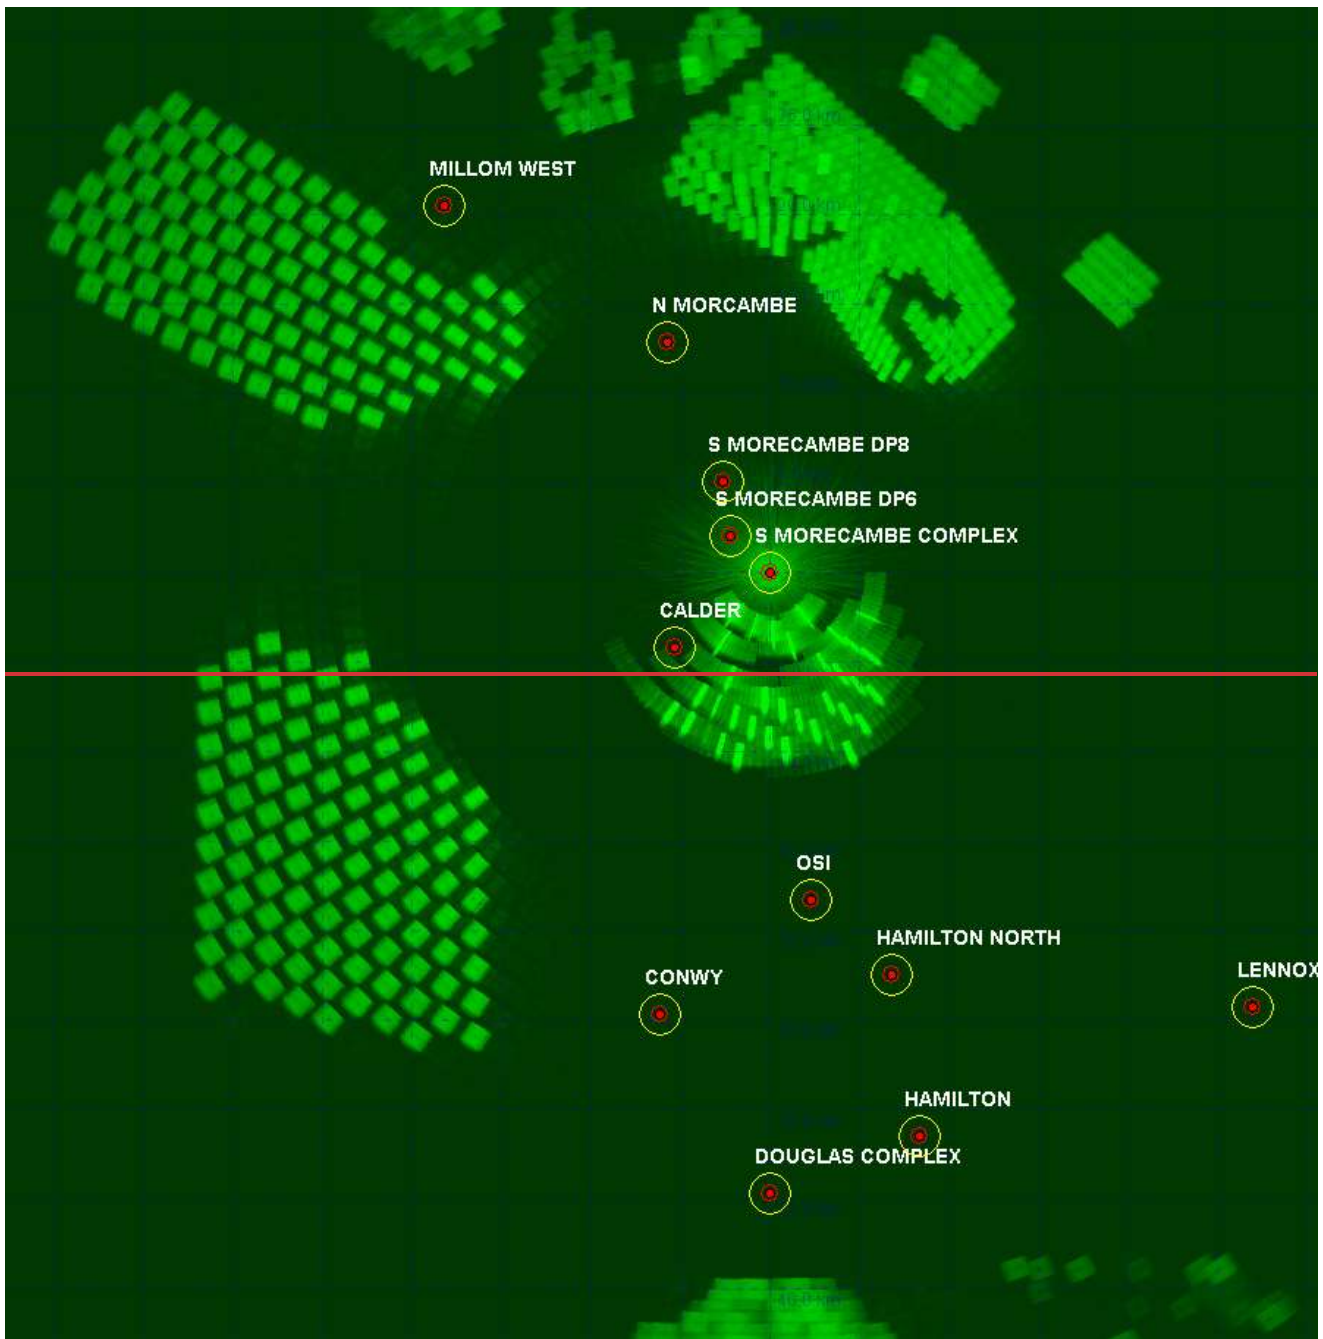 MILLOM WEST
N MORCAMBE
S MORECAMBE DP8
S MORECAMBE DP6
S MORECAMBE COMPLEX
CALDER
OSI
HAMILTON NORTH
LENNOX
CONWY
HAMILTON
DOUGLAS COMPLEX